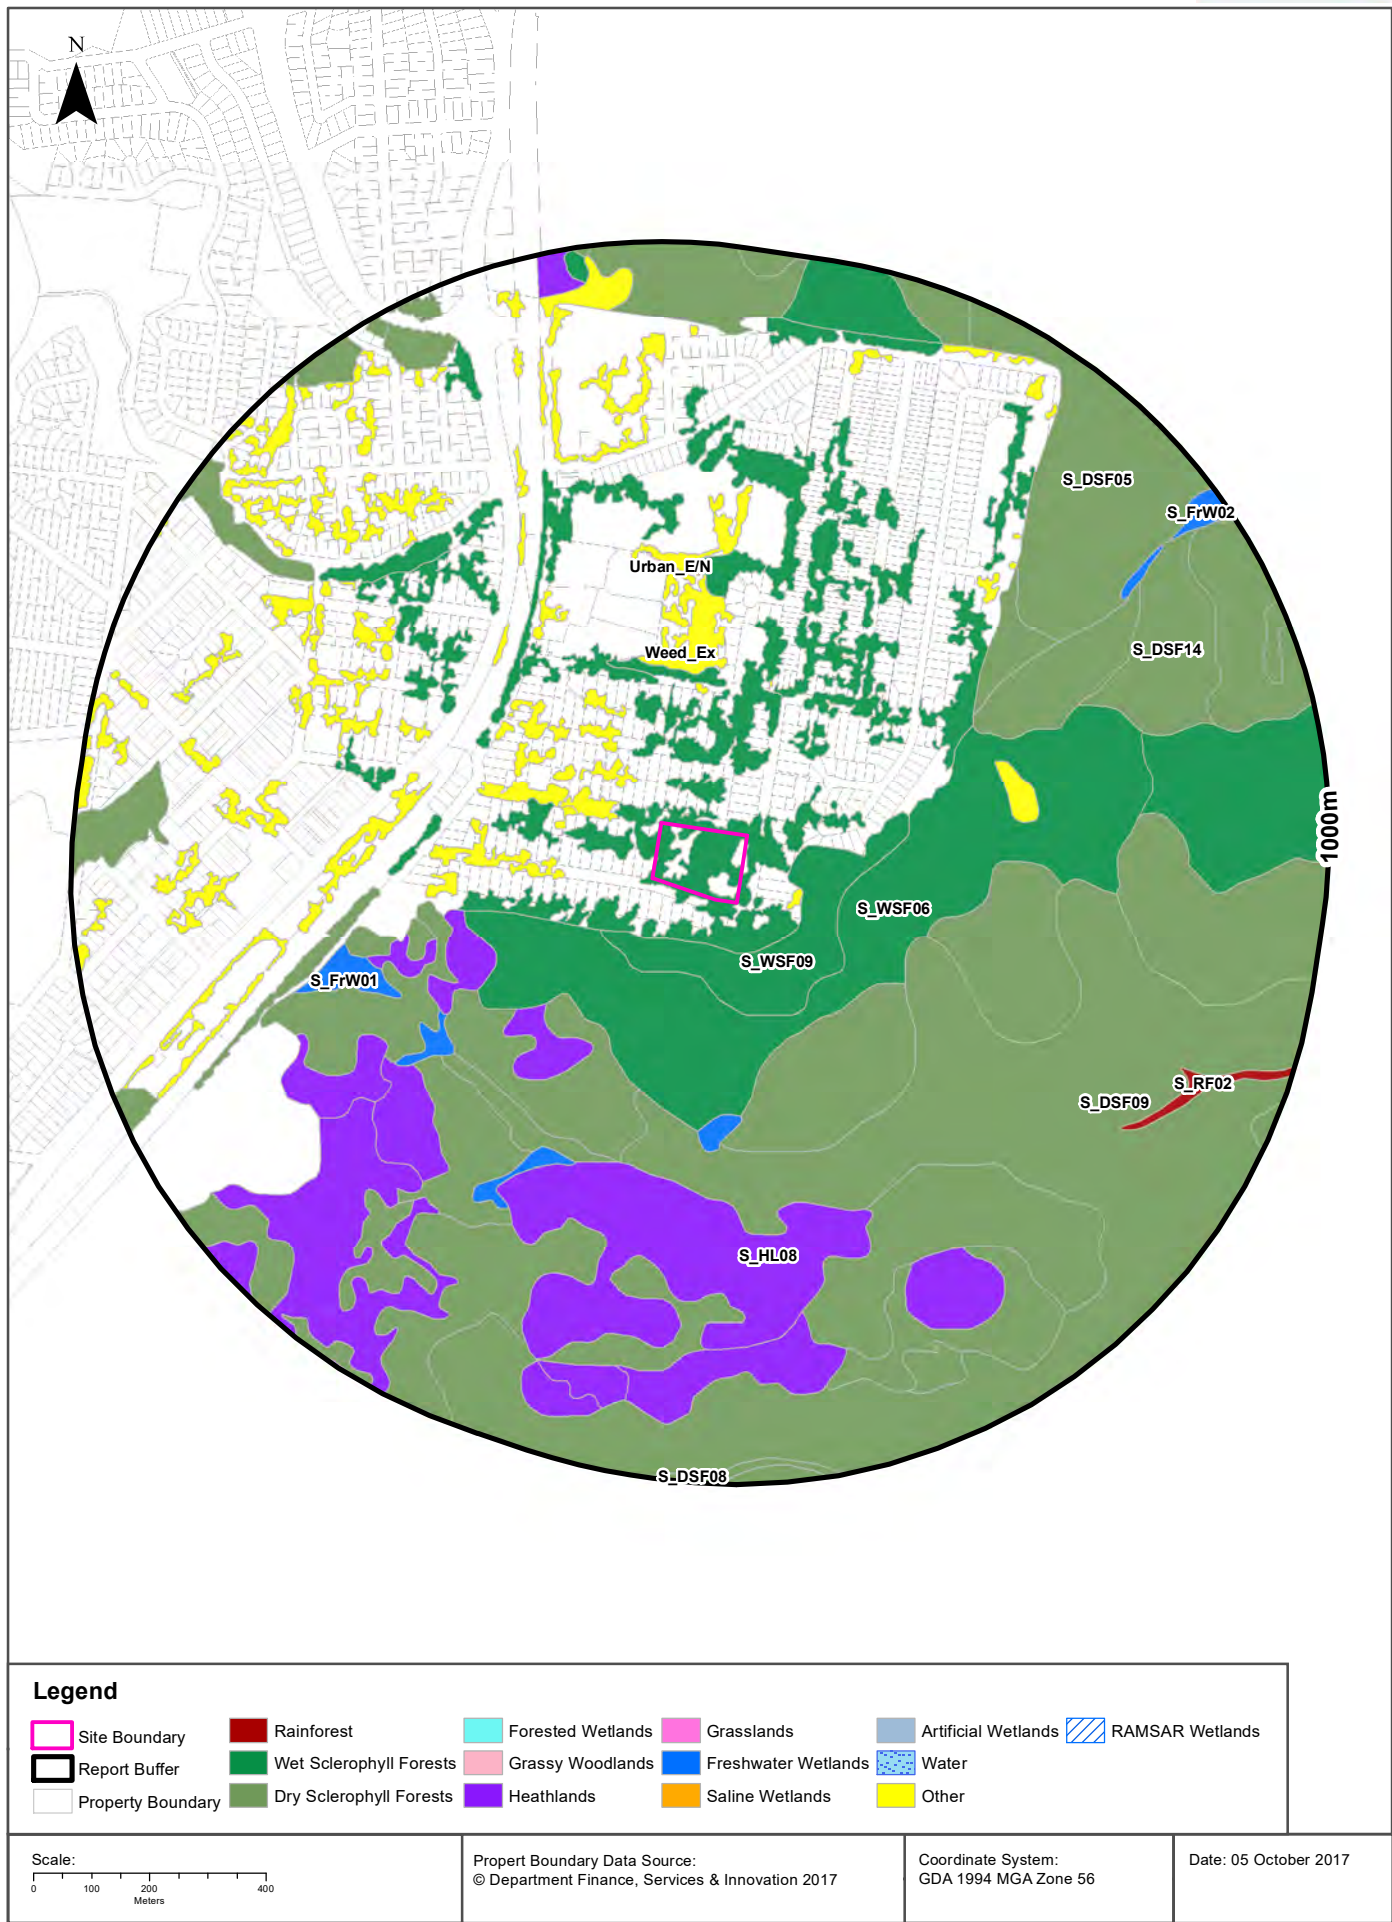 N
S_DSF05
S_FrW02
Urban_E/N
Weed_Ex
S_DSF14
1000m
S_WSF06
S_WSF09
S_FrW01
S_RF02
S_DSF09
S_HL08
S_DSF08
Legend
Site Boundary
Report Buffer
Property Boundary
Rainforest
Wet Sclerophyll Forests
Dry Sclerophyll Forests
Forested Wetlands
Grassy Woodlands
Heathlands
Grasslands
Freshwater Wetlands
Saline Wetlands
Artificial Wetlands
Water
Other
RAMSAR Wetlands
Scale:
0 100 200 400
Meters
Propert Boundary Data Source:
© Department Finance, Services & Innovation 2017
Coordinate System:
GDA 1994 MGA Zone 56
Date: 05 October 2017